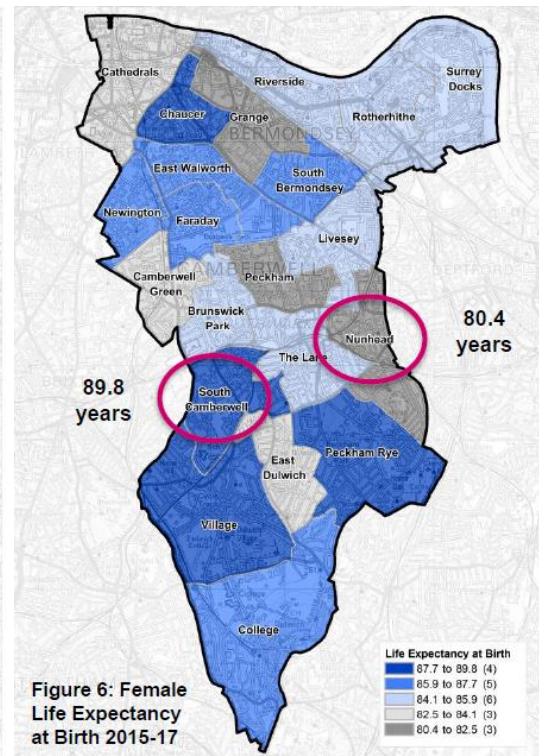 Cathedrals
Riverside
Surrey
Docks
Chaucer
Grange
Rotherhithe
BERMONDSEY
East Walworth
South
Bermondsey
Newington
Faraday
Livesey
CAMBERWELL
Camberwell
Green
Peckham
Brunswick
Park
Nunhead
80.4
years
The Lane
89.8
years
South
Camberwell
East
Dulwich
Peckham Rye
Village
College
Life Expectancy at Birth
87.7 to 89.8 (4)
85.9 to 87.7 (5)
84.1 to 85.9 (6)
82.5 to 84.1 (3)
80.4 to 82.5 (3)
Figure 6: Female
Life Expectancy
at Birth 2015-17